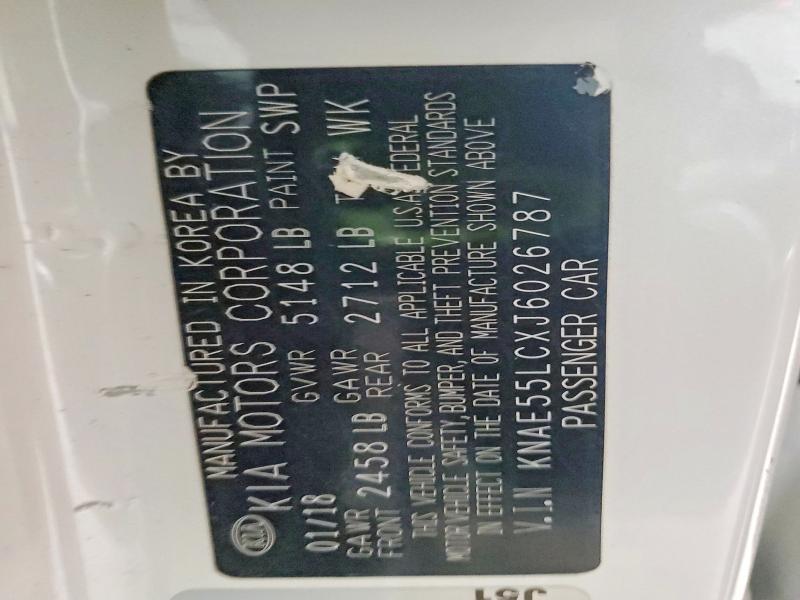 MANUFACTURED IN KOREA BY
KIA KIA MOTORS CORPORATION
01/18 GVWR 5148 LB PAINT SWP
GAWR FRONT 2458 LB GAWR REAR 2712 LB T WK
THIS VEHICLE CONFORMS TO ALL APPLICABLE U.S.A. FEDERAL
MOTOR VEHICLE SAFETY, BUMPER, AND THEFT PREVENTION STANDARDS
IN EFFECT ON THE DATE OF MANUFACTURE SHOWN ABOVE
V.I.N KNAE55LCXJ6026787
PASSENGER CAR
J51